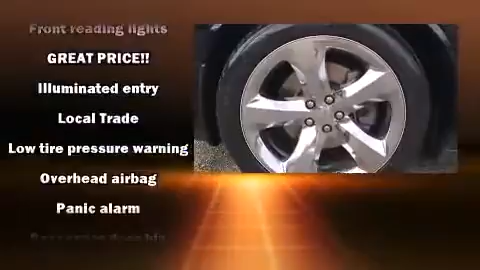 Front reading lights
GREAT PRICE!!
Illuminated entry
Local Trade
Low tire pressure warning
Overhead airbag
Panic alarm